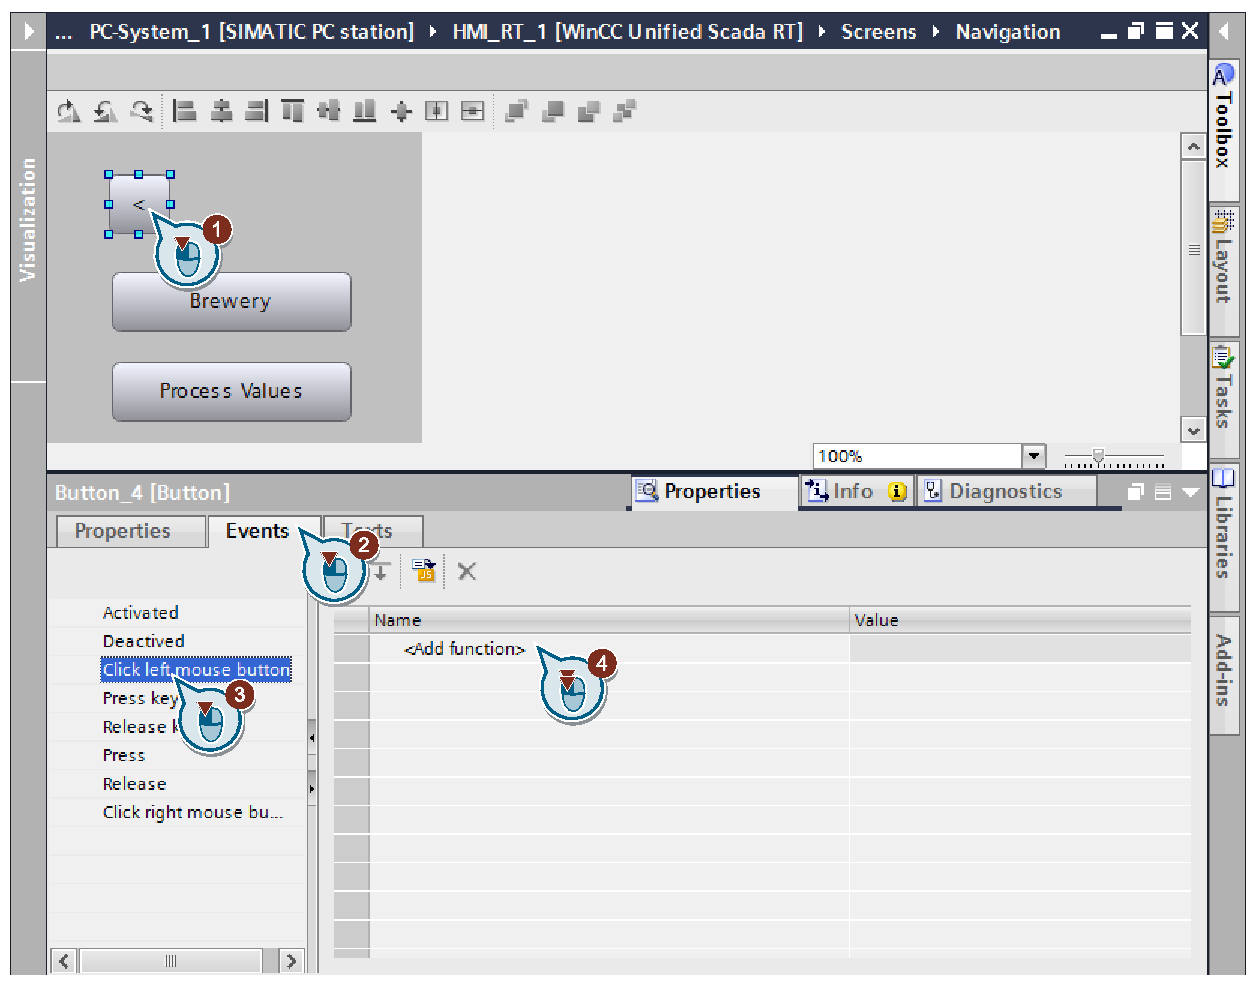 ... PC-System_1 [SIMATIC PC station] HMI_RT_1 [WinCC Unified Scada RT] Screens Navigation
Visualization
<
1
Brewery
Process Values
100%
Toolbox
Layout
Tasks
Libraries
Add-ins
Button_4 [Button]
Properties
Info
Diagnostics
Properties
Events
2
JS
Activated
Deactived
Click left mouse button
Press key
3
Release
Press
Release
Click right mouse bu...
Name
Value
<Add function>
4